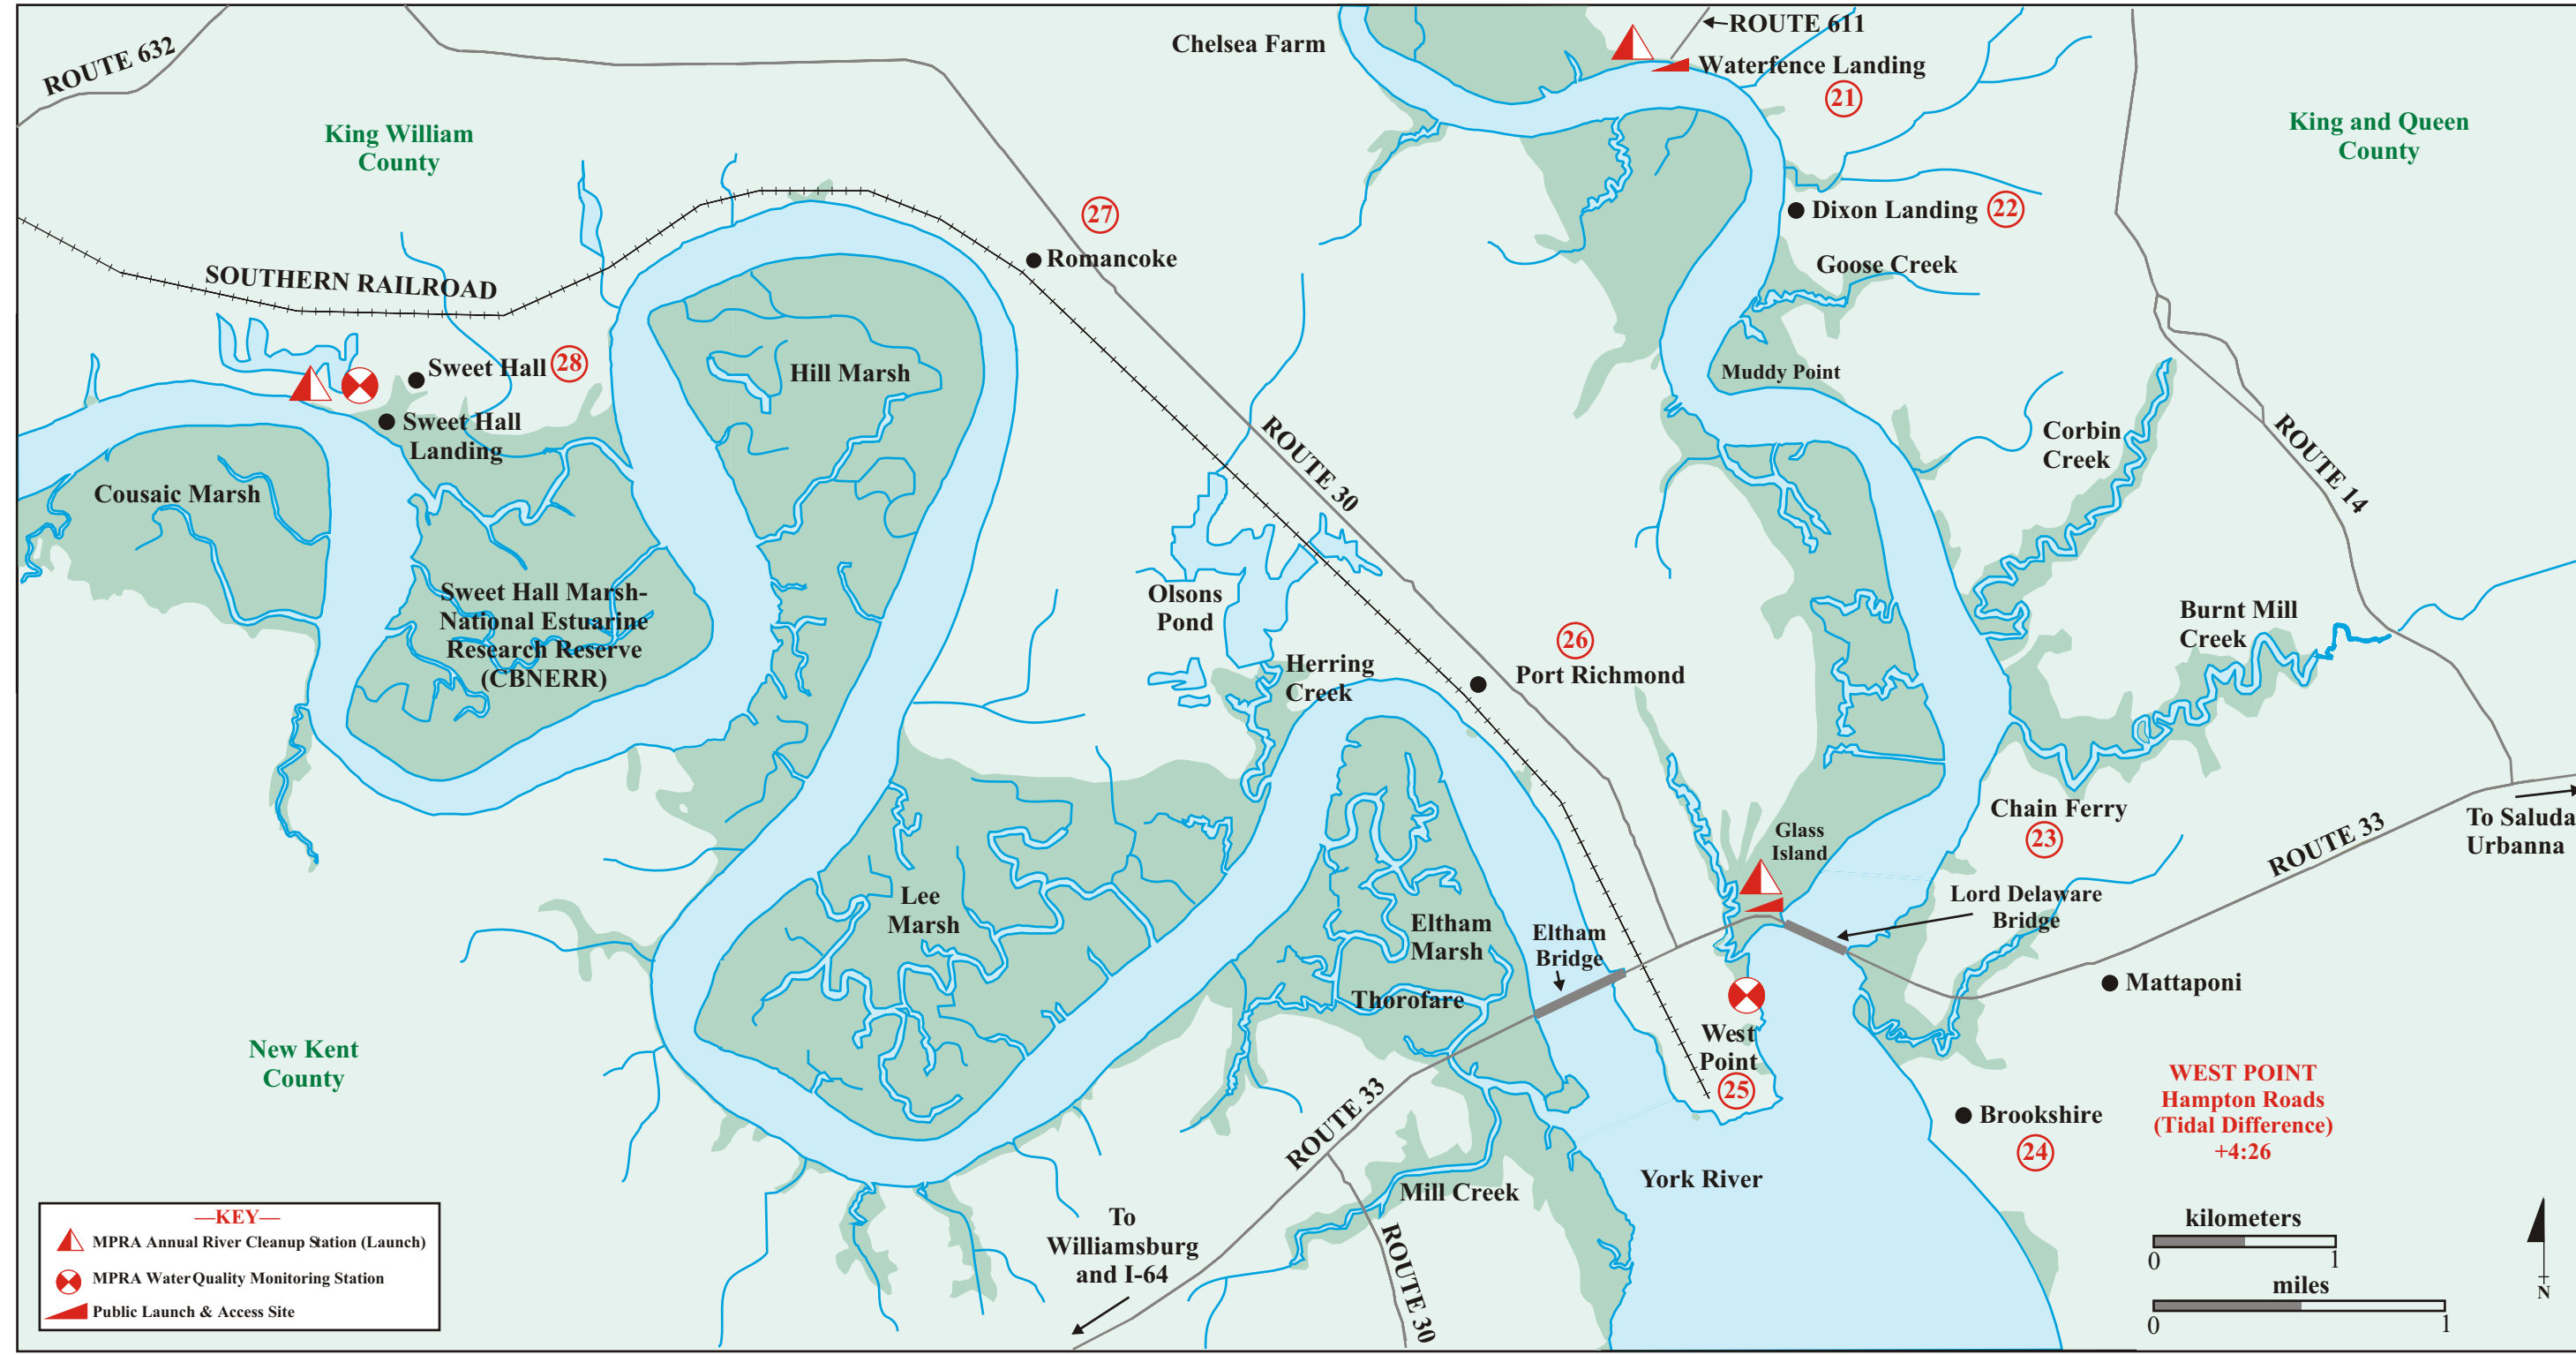 ROUTE 632
Chelsea Farm
ROUTE 611
Waterfence Landing
21
King William
County
King and Queen
County
27
Romancoke
Dixon Landing 22
Goose Creek
SOUTHERN RAILROAD
Sweet Hall 28
Sweet Hall
Landing
Hill Marsh
Muddy Point
Corbin
Creek
ROUTE 14
ROUTE 30
Cousaic Marsh
Sweet Hall Marsh-
National Estuarine
Research Reserve
(CBNERR)
Olsons
Pond
Herring
Creek
26
Port Richmond
Burnt Mill
Creek
Chain Ferry
23
To Saluda
Urbanna
ROUTE 33
Glass
Island
Lord Delaware
Bridge
Lee
Marsh
Eltham
Marsh
Eltham
Bridge
Thorofare
Mattaponi
West
Point
25
New Kent
County
ROUTE 33
Brookshire
24
WEST POINT
Hampton Roads
(Tidal Difference)
+4:26
York River
Mill Creek
ROUTE 30
To
Williamsburg
and I-64
—KEY—
MPRA Annual River Cleanup Station (Launch)
MPRA Water Quality Monitoring Station
Public Launch & Access Site
kilometers
0 1
miles
0 1
N